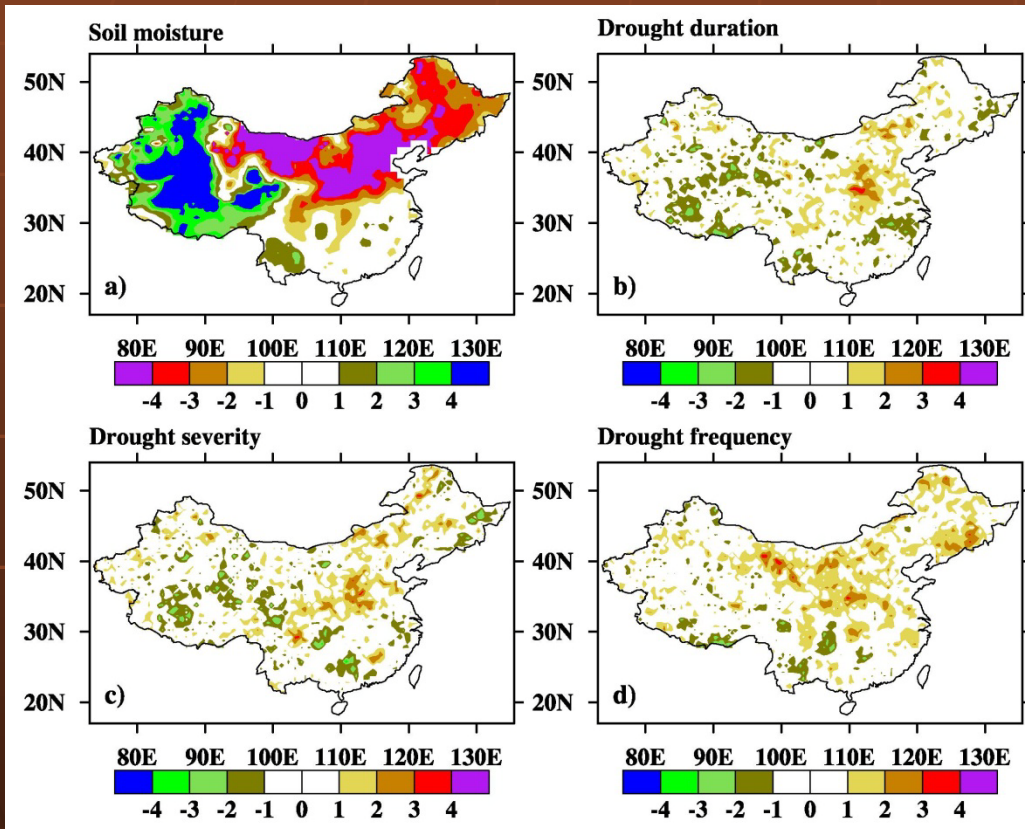 Soil moisture
Drought duration
50N
40N
30N
20N
a)
50N
40N
30N
20N
b)
80E 90E 100E 110E 120E 130E
-4 -3 -2 -1 0 1 2 3 4
80E 90E 100E 110E 120E 130E
-4 -3 -2 -1 0 1 2 3 4
Drought severity
Drought frequency
50N
40N
30N
20N
c)
50N
40N
30N
20N
d)
80E 90E 100E 110E 120E 130E
-4 -3 -2 -1 0 1 2 3 4
80E 90E 100E 110E 120E 130E
-4 -3 -2 -1 0 1 2 3 4